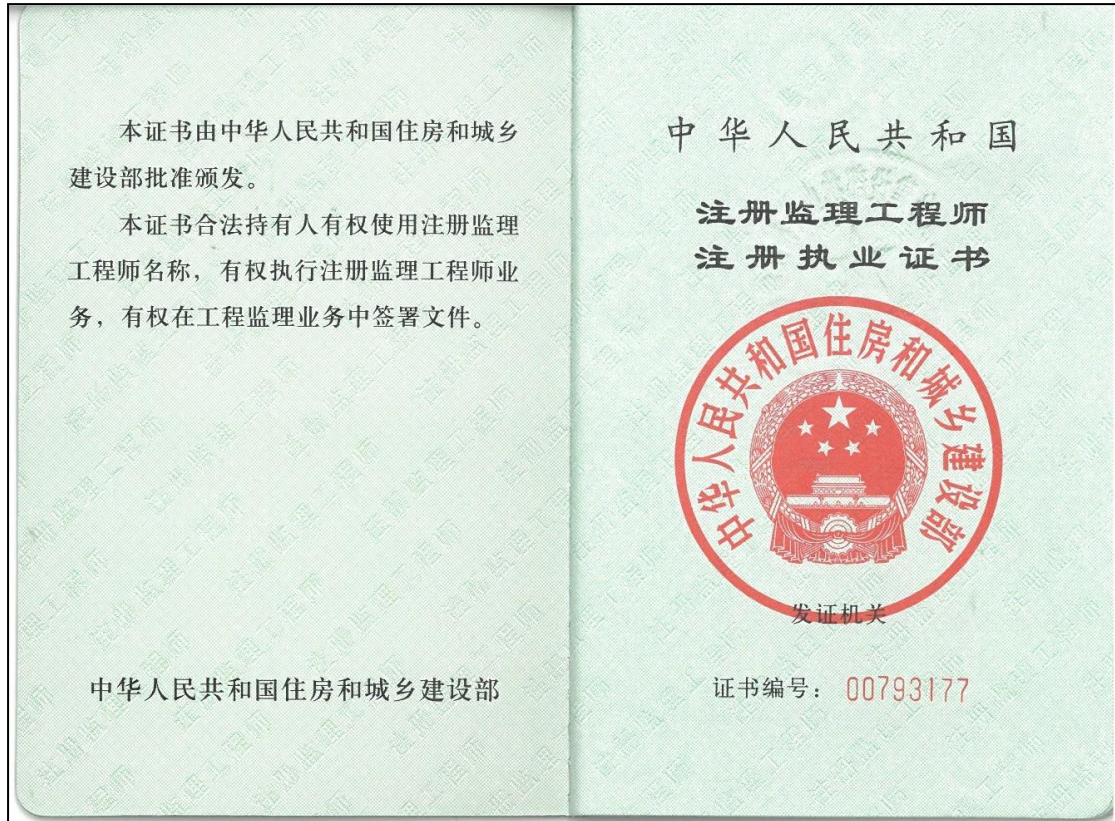 本证书由中华人民共和国住房和城乡
建设部批准颁发。
本证书合法持有人有权使用注册监理
工程师名称，有权执行注册监理工程师业
务，有权在工程监理业务中签署文件。
中华人民共和国住房和城乡建设部
中华人民共和国
注册监理工程师
注册执业证书
中华人民共和国住房和城乡建设部
发证机关
证书编号：00793177